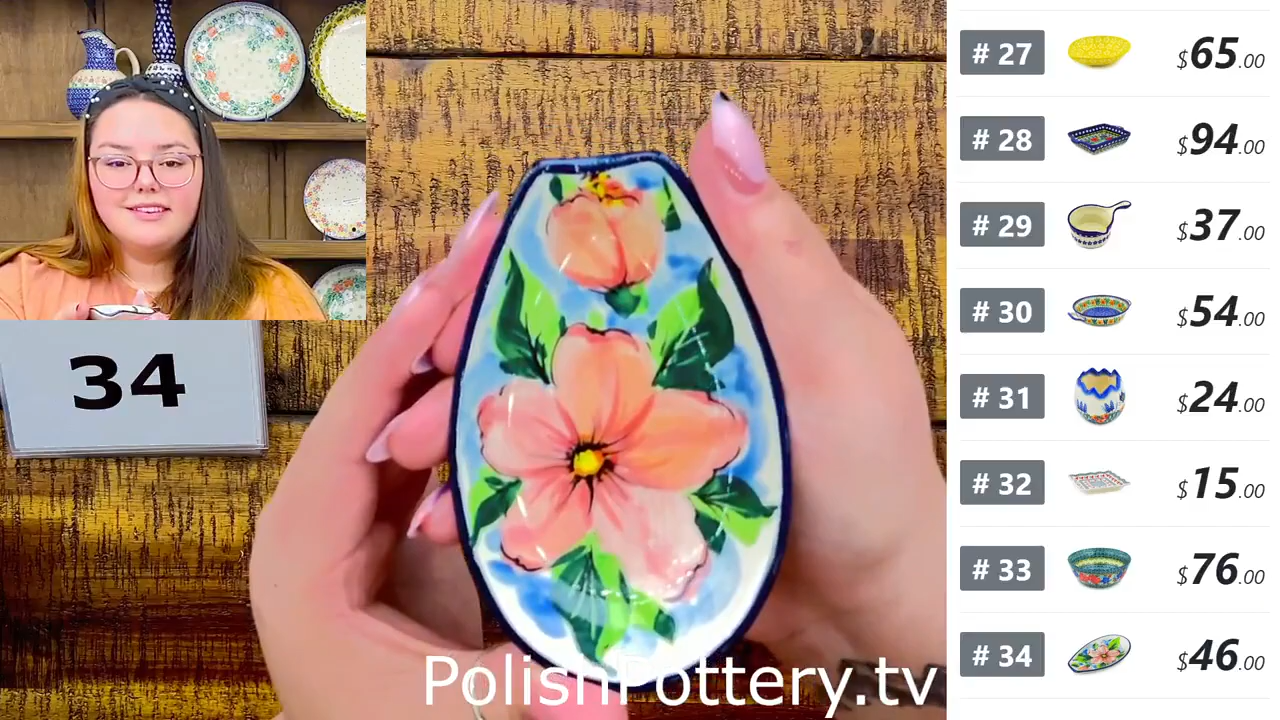 34
PolishPottery.tv
# 27 $65.00
# 28 $94.00
# 29 $37.00
# 30 $54.00
# 31 $24.00
# 32 $15.00
# 33 $76.00
# 34 $46.00